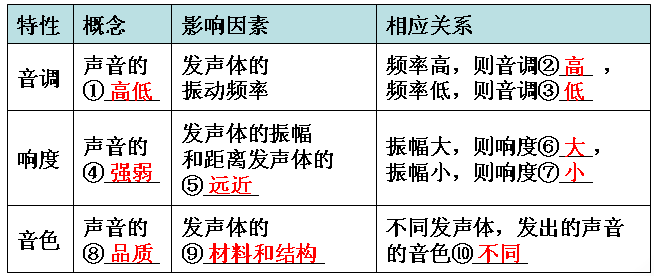 特性 概念 影响因素 相应关系
音调 声音的①高低 发声体的振动频率 频率高，则音调②高，频率低，则音调③低
响度 声音的④强弱 发声体的振幅和距离发声体的⑤远近 振幅大，则响度⑥大，振幅小，则响度⑦小
音色 声音的⑧品质 发声体的⑨材料和结构 不同发声体，发出的声音的音色⑩不同